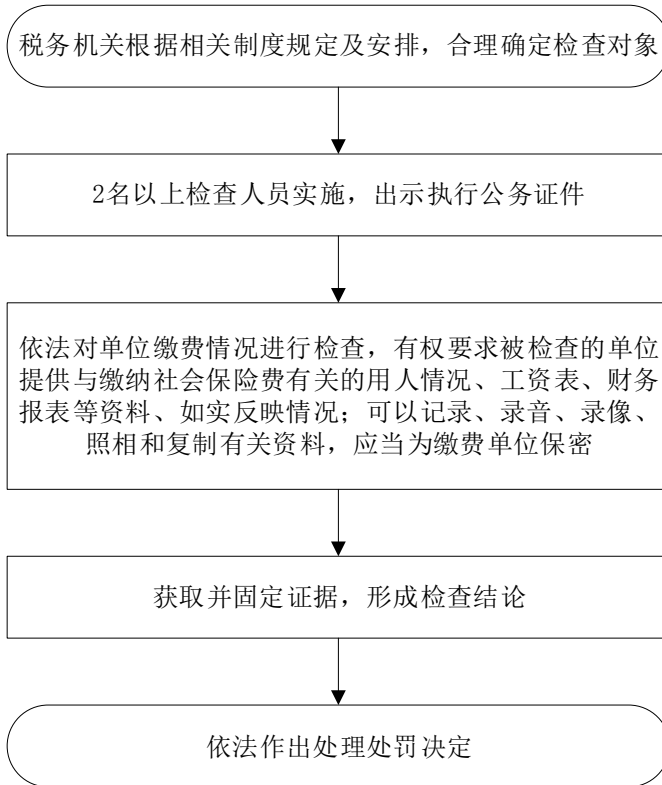 税务机关根据相关制度规定及安排，合理确定检查对象
2名以上检查人员实施，出示执行公务证件
依法对单位缴费情况进行检查，有权要求被检查的单位
提供与缴纳社会保险费有关的用人情况、工资表、财务
报表等资料、如实反映情况；可以记录、录音、录像、
照相和复制有关资料，应当为缴费单位保密
获取并固定证据，形成检查结论
依法作出处理处罚决定